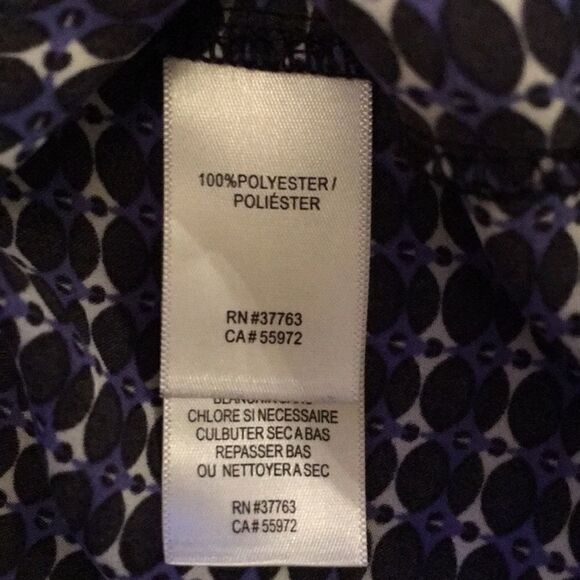 100%POLYESTER /
POLIÉSTER
RN #37763
CA# 55972
CHLORE SI NECESSAIRE
CULBUTER SEC A BAS
REPASSER BAS
OU NETTOYER A SEC
RN #37763
CA# 55972